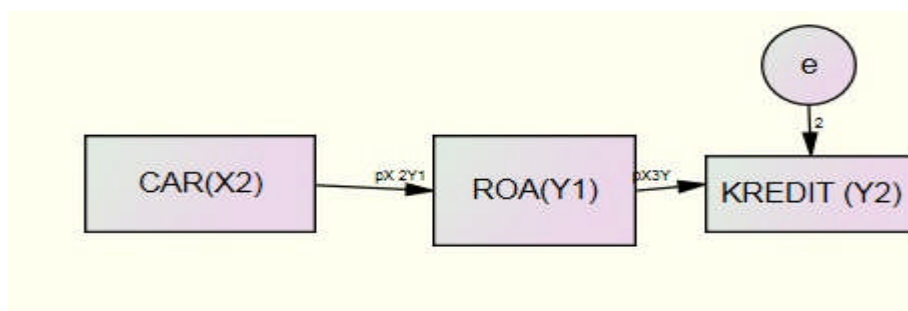 e
2
CAR(X2)
pX 2Y1
ROA(Y1)
pX3Y
KREDIT (Y2)